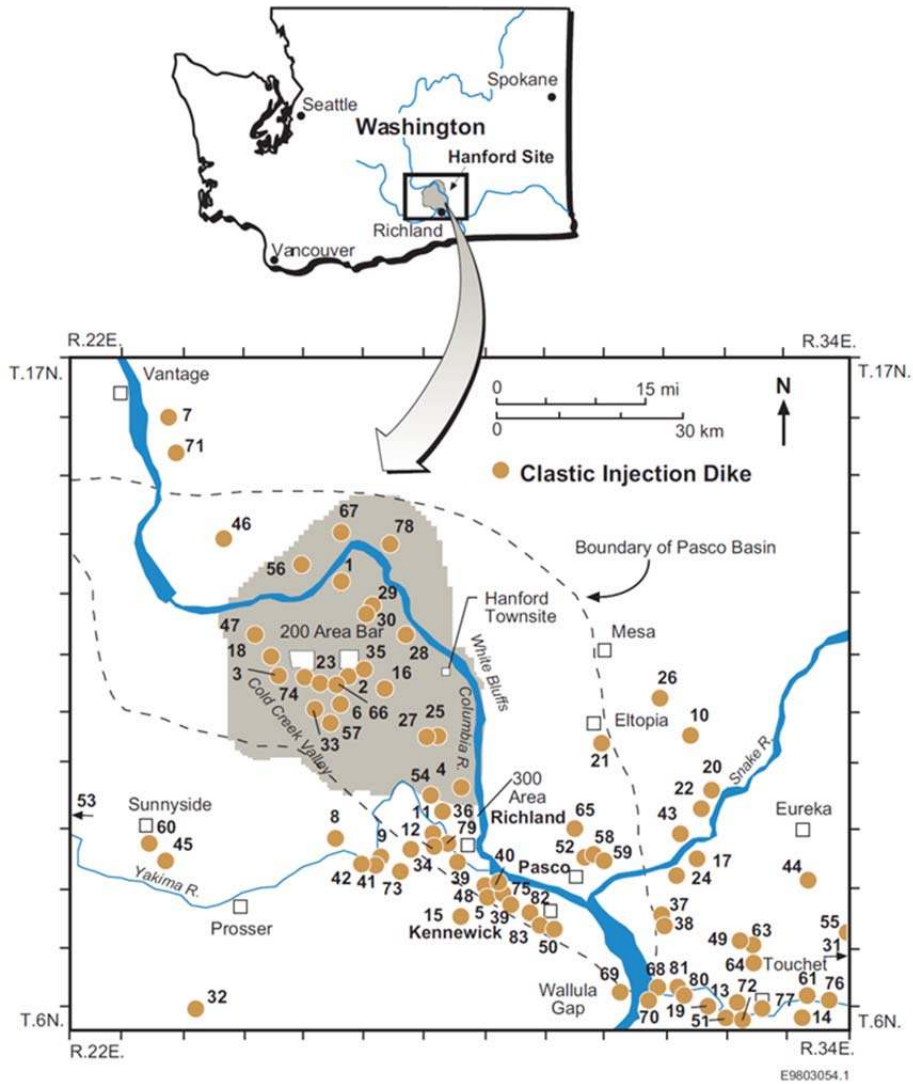 Spokane
Seattle
Washington
Hanford Site
Richland
Vancouver
R.22E.
R.34E.
T.17N.
T.17N.
Vantage
0 15 mi
0 30 km
N
7
71
Clastic Injection Dike
46
67
78
56
1
Boundary of Pasco Basin
29
30
Hanford
Townsite
47
200 Area Bar
28
Mesa
18
23
35
White Bluffs
3
16
26
74
2
Cold Creek Valley
6
66
Columbia R.
Eltopia
10
33
57
27
25
21
Snake R.
54
4
20
22
53
300
Area
Sunnyside
8
11
36
Richland
65
43
Eureka
60
9
12
79
58
45
52
59
17
44
Yakima R.
42
41
73
34
39
40
Pasco
24
Prosser
48
75
82
37
15
5
39
38
55
Kennewick
83
50
49
63
31
64
Touchet
69
68
81
80
13
72
61
76
Wallula
Gap
77
32
70
19
51
14
T.6N.
T.6N.
R.22E.
R.34E.
E9803054.1